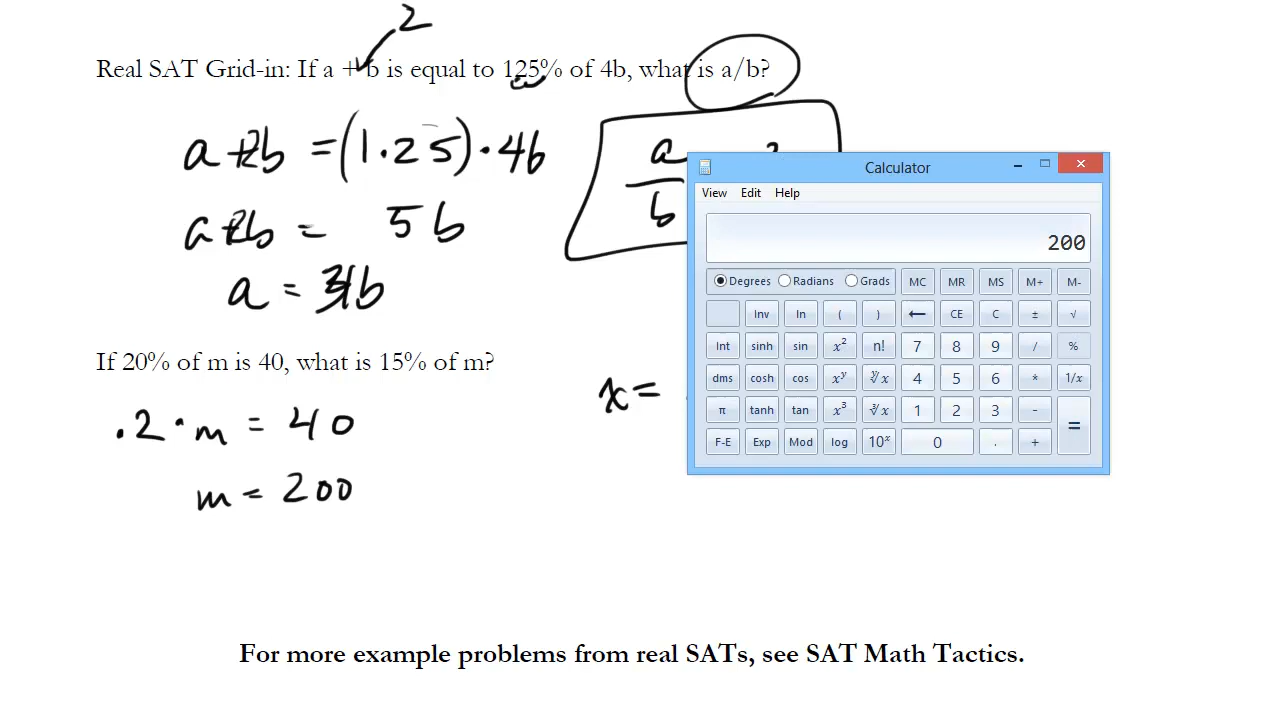 2
Real SAT Grid-in: If a + b is equal to 125% of 4b, what is a/b?
a + 2b = (1.25) · 4b
a + 2b = 5b
a = 3b
a
b
If 20% of m is 40, what is 15% of m?
x =
.2 · m = 40
m = 200
Calculator
View Edit Help
200
Degrees Radians Grads MC MR MS M+ M-
Inv ln ( ) ← CE C ± √
Int sinh sin x² n! 7 8 9 / %
dms cosh cos xʸ ʸ√x 4 5 6 * 1/x
π tanh tan x³ ³√x 1 2 3 - =
F-E Exp Mod log 10ˣ 0 . +
For more example problems from real SATs, see SAT Math Tactics.